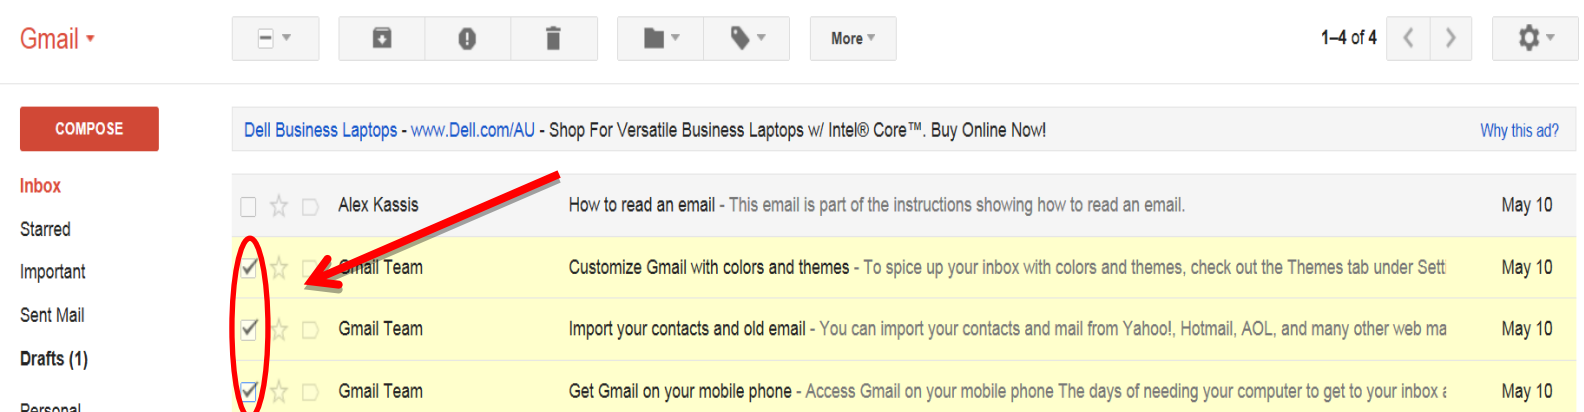 Gmail
More
1–4 of 4
COMPOSE
Dell Business Laptops - www.Dell.com/AU - Shop For Versatile Business Laptops w/ Intel® Core™. Buy Online Now!
Why this ad?
Inbox
Starred
Important
Sent Mail
Drafts (1)
Personal
Alex Kassis How to read an email - This email is part of the instructions showing how to read an email. May 10
Gmail Team Customize Gmail with colors and themes - To spice up your inbox with colors and themes, check out the Themes tab under Setti May 10
Gmail Team Import your contacts and old email - You can import your contacts and mail from Yahoo!, Hotmail, AOL, and many other web ma May 10
Gmail Team Get Gmail on your mobile phone - Access Gmail on your mobile phone The days of needing your computer to get to your inbox May 10